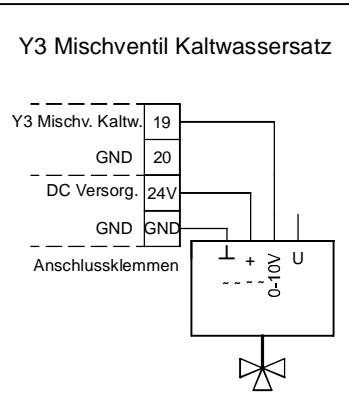 Y3 Mischventil Kaltwassersatz
Y3 Mischv. Kaltw. 19
GND 20
DC Versorg. 24V
GND GND
Anschlussklemmen
⊥ + 0-10V U
~ ~ ~ ~